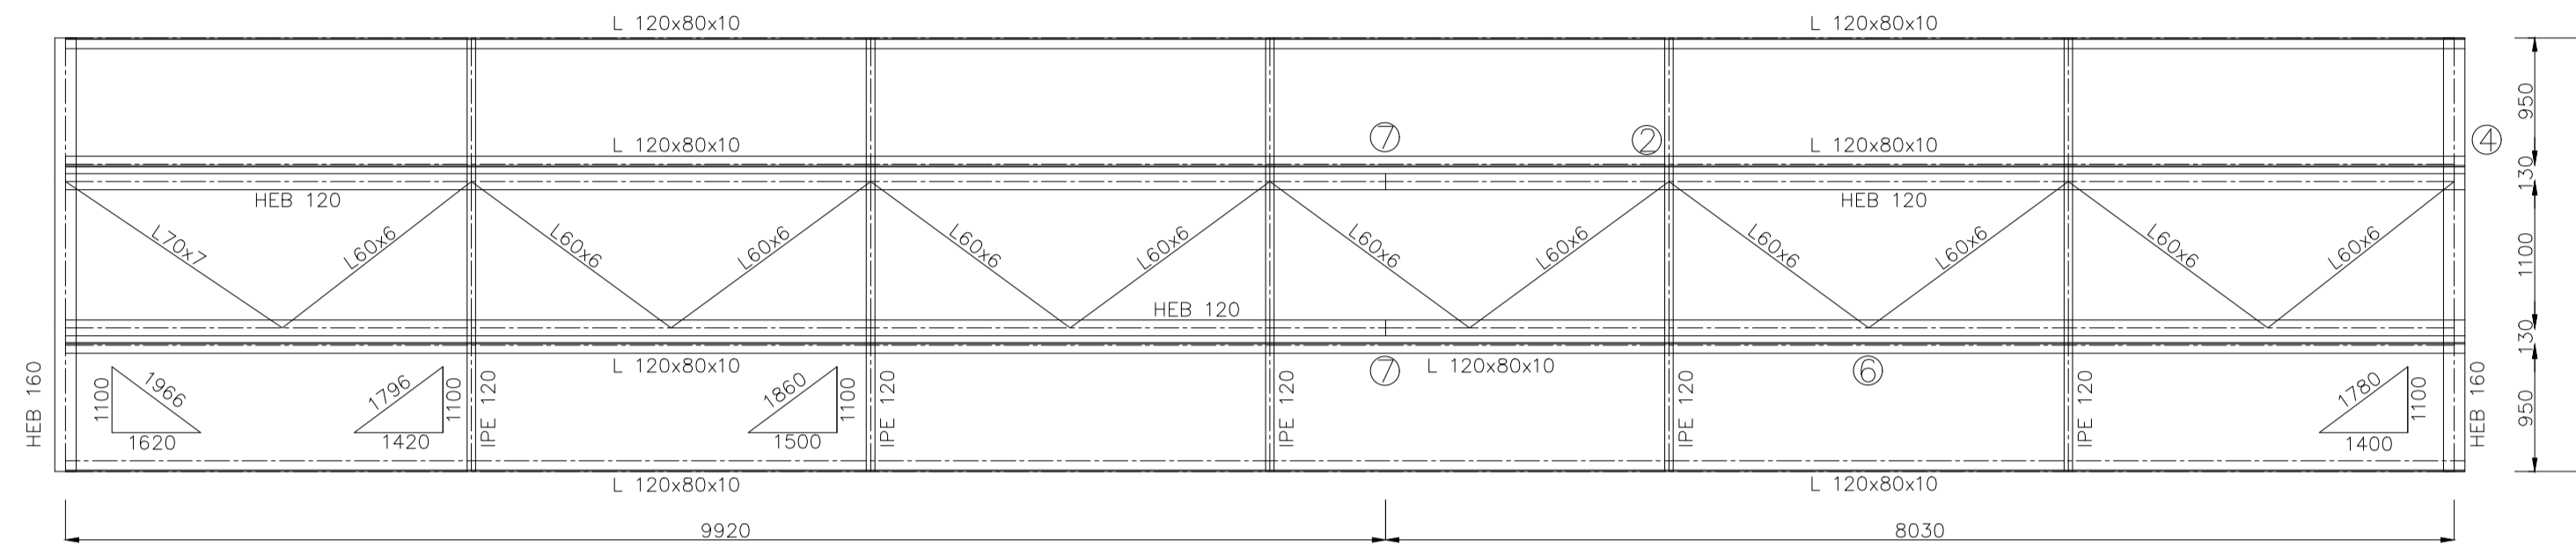 L 120x80x10
L 120x80x10
950
L 120x80x10
7
2
L 120x80x10
4
130
HEB 120
HEB 120
L70x7
L60x6
L60x6
L60x6
L60x6
L60x6
L60x6
L60x6
L60x6
L60x6
L60x6
L60x6
1100
HEB 120
130
HEB 160
L 120x80x10
7
L 120x80x10
6
1100
1966
1620
1796
1100
1420
IPE 120
1860
1100
1500
IPE 120
IPE 120
IPE 120
IPE 120
1780
1100
1400
HEB 160
950
L 120x80x10
L 120x80x10
9920
8030